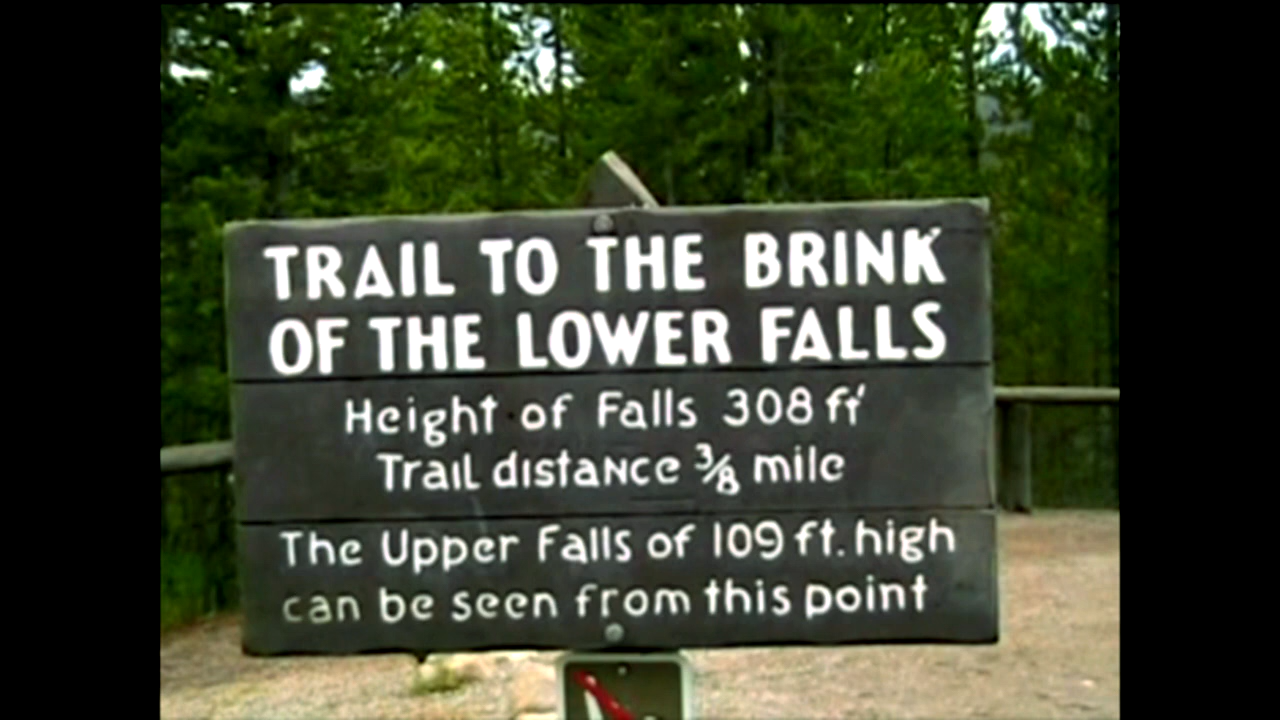 TRAIL TO THE BRINK
OF THE LOWER FALLS
Height of Falls 308 ft
Trail distance 3/8 mile
The Upper Falls of 109 ft. high
can be seen from this point